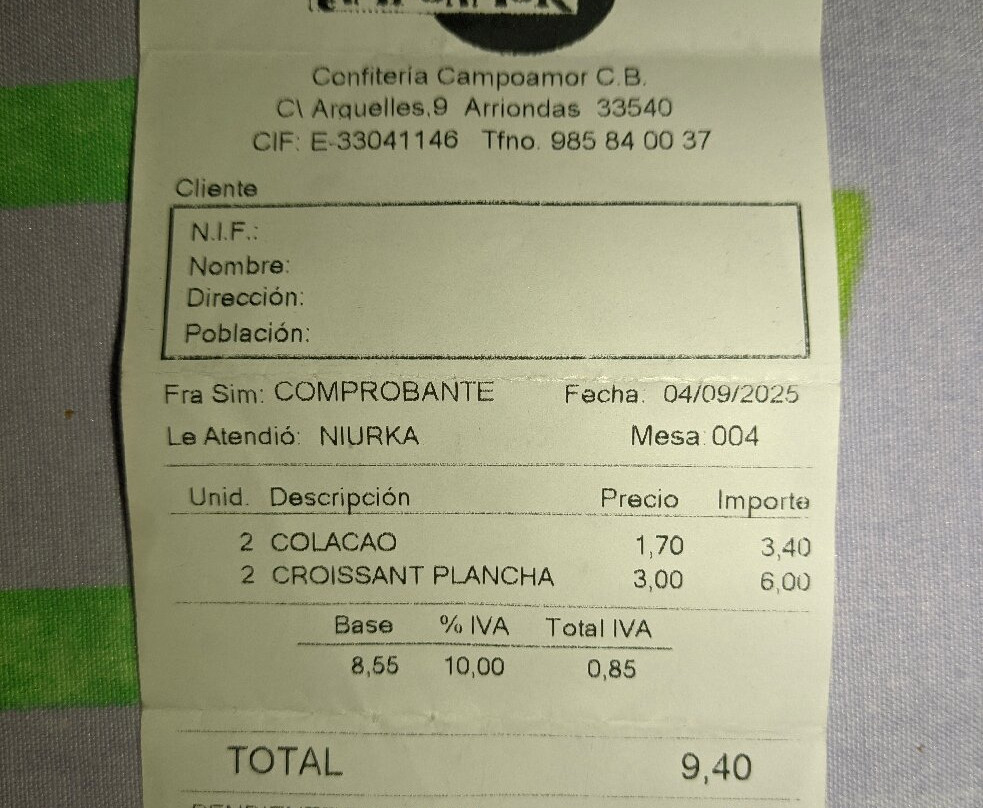 Confiteria Campoamor C.B.
C\ Arguelles,9 Arriondas 33540
CIF: E-33041146 Tfno. 985 84 00 37
Cliente
N.I.F.:
Nombre:
Dirección:
Población:
Fra Sim: COMPROBANTE Fecha: 04/09/2025
Le Atendió: NIURKA Mesa: 004
Unid. Descripción Precio Importe
2 COLACAO 1,70 3,40
2 CROISSANT PLANCHA 3,00 6,00
Base % IVA Total IVA
8,55 10,00 0,85
TOTAL 9,40